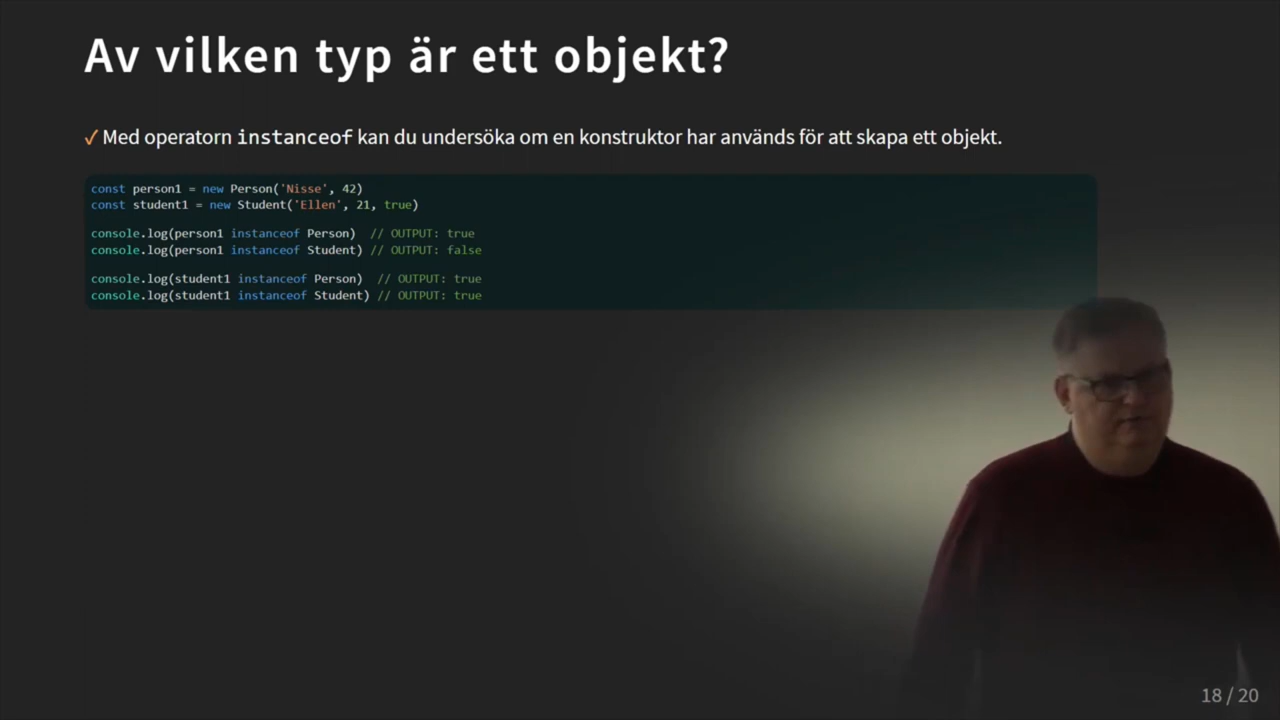 Av vilken typ är ett objekt?
✓ Med operatorn instanceof kan du undersöka om en konstruktor har används för att skapa ett objekt.
const person1 = new Person('Nisse', 42)
const student1 = new Student('Ellen', 21, true)
console.log(person1 instanceof Person)  // OUTPUT: true
console.log(person1 instanceof Student) // OUTPUT: false
console.log(student1 instanceof Person)  // OUTPUT: true
console.log(student1 instanceof Student) // OUTPUT: true
18 / 20